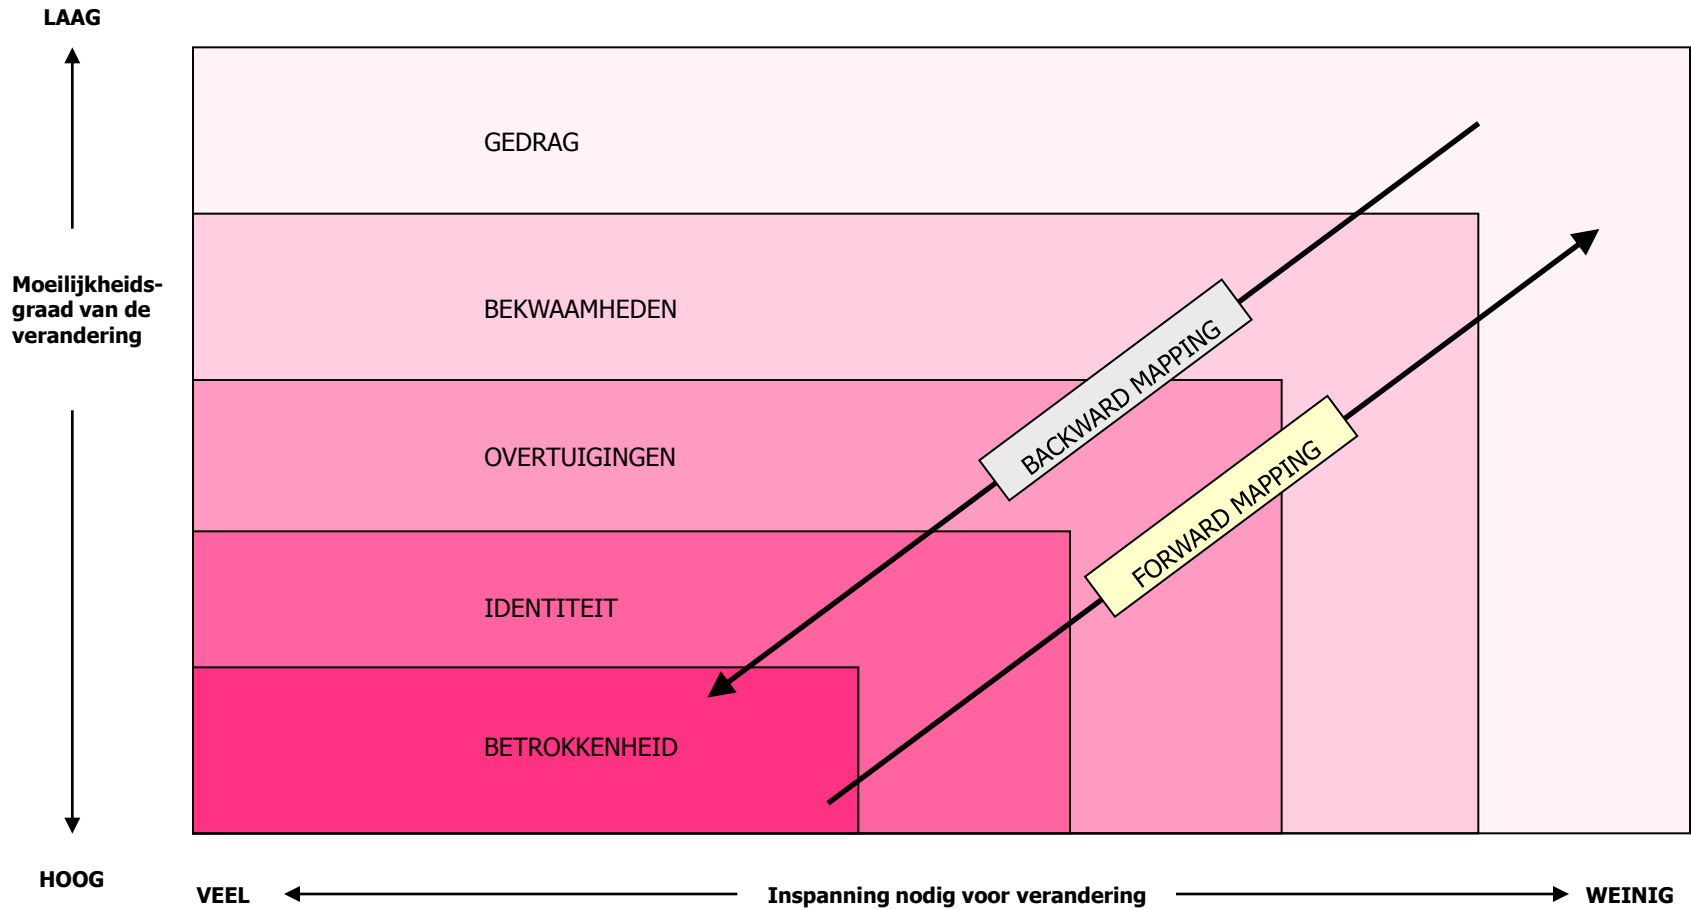 LAAG
GEDRAG
Moeilijkheids-
graad van de
verandering
BEKWAAMHEDEN
BACKWARD MAPPING
OVERTUIGINGEN
FORWARD MAPPING
IDENTITEIT
BETROKKENHEID
HOOG
VEEL
Inspanning nodig voor verandering
WEINIG